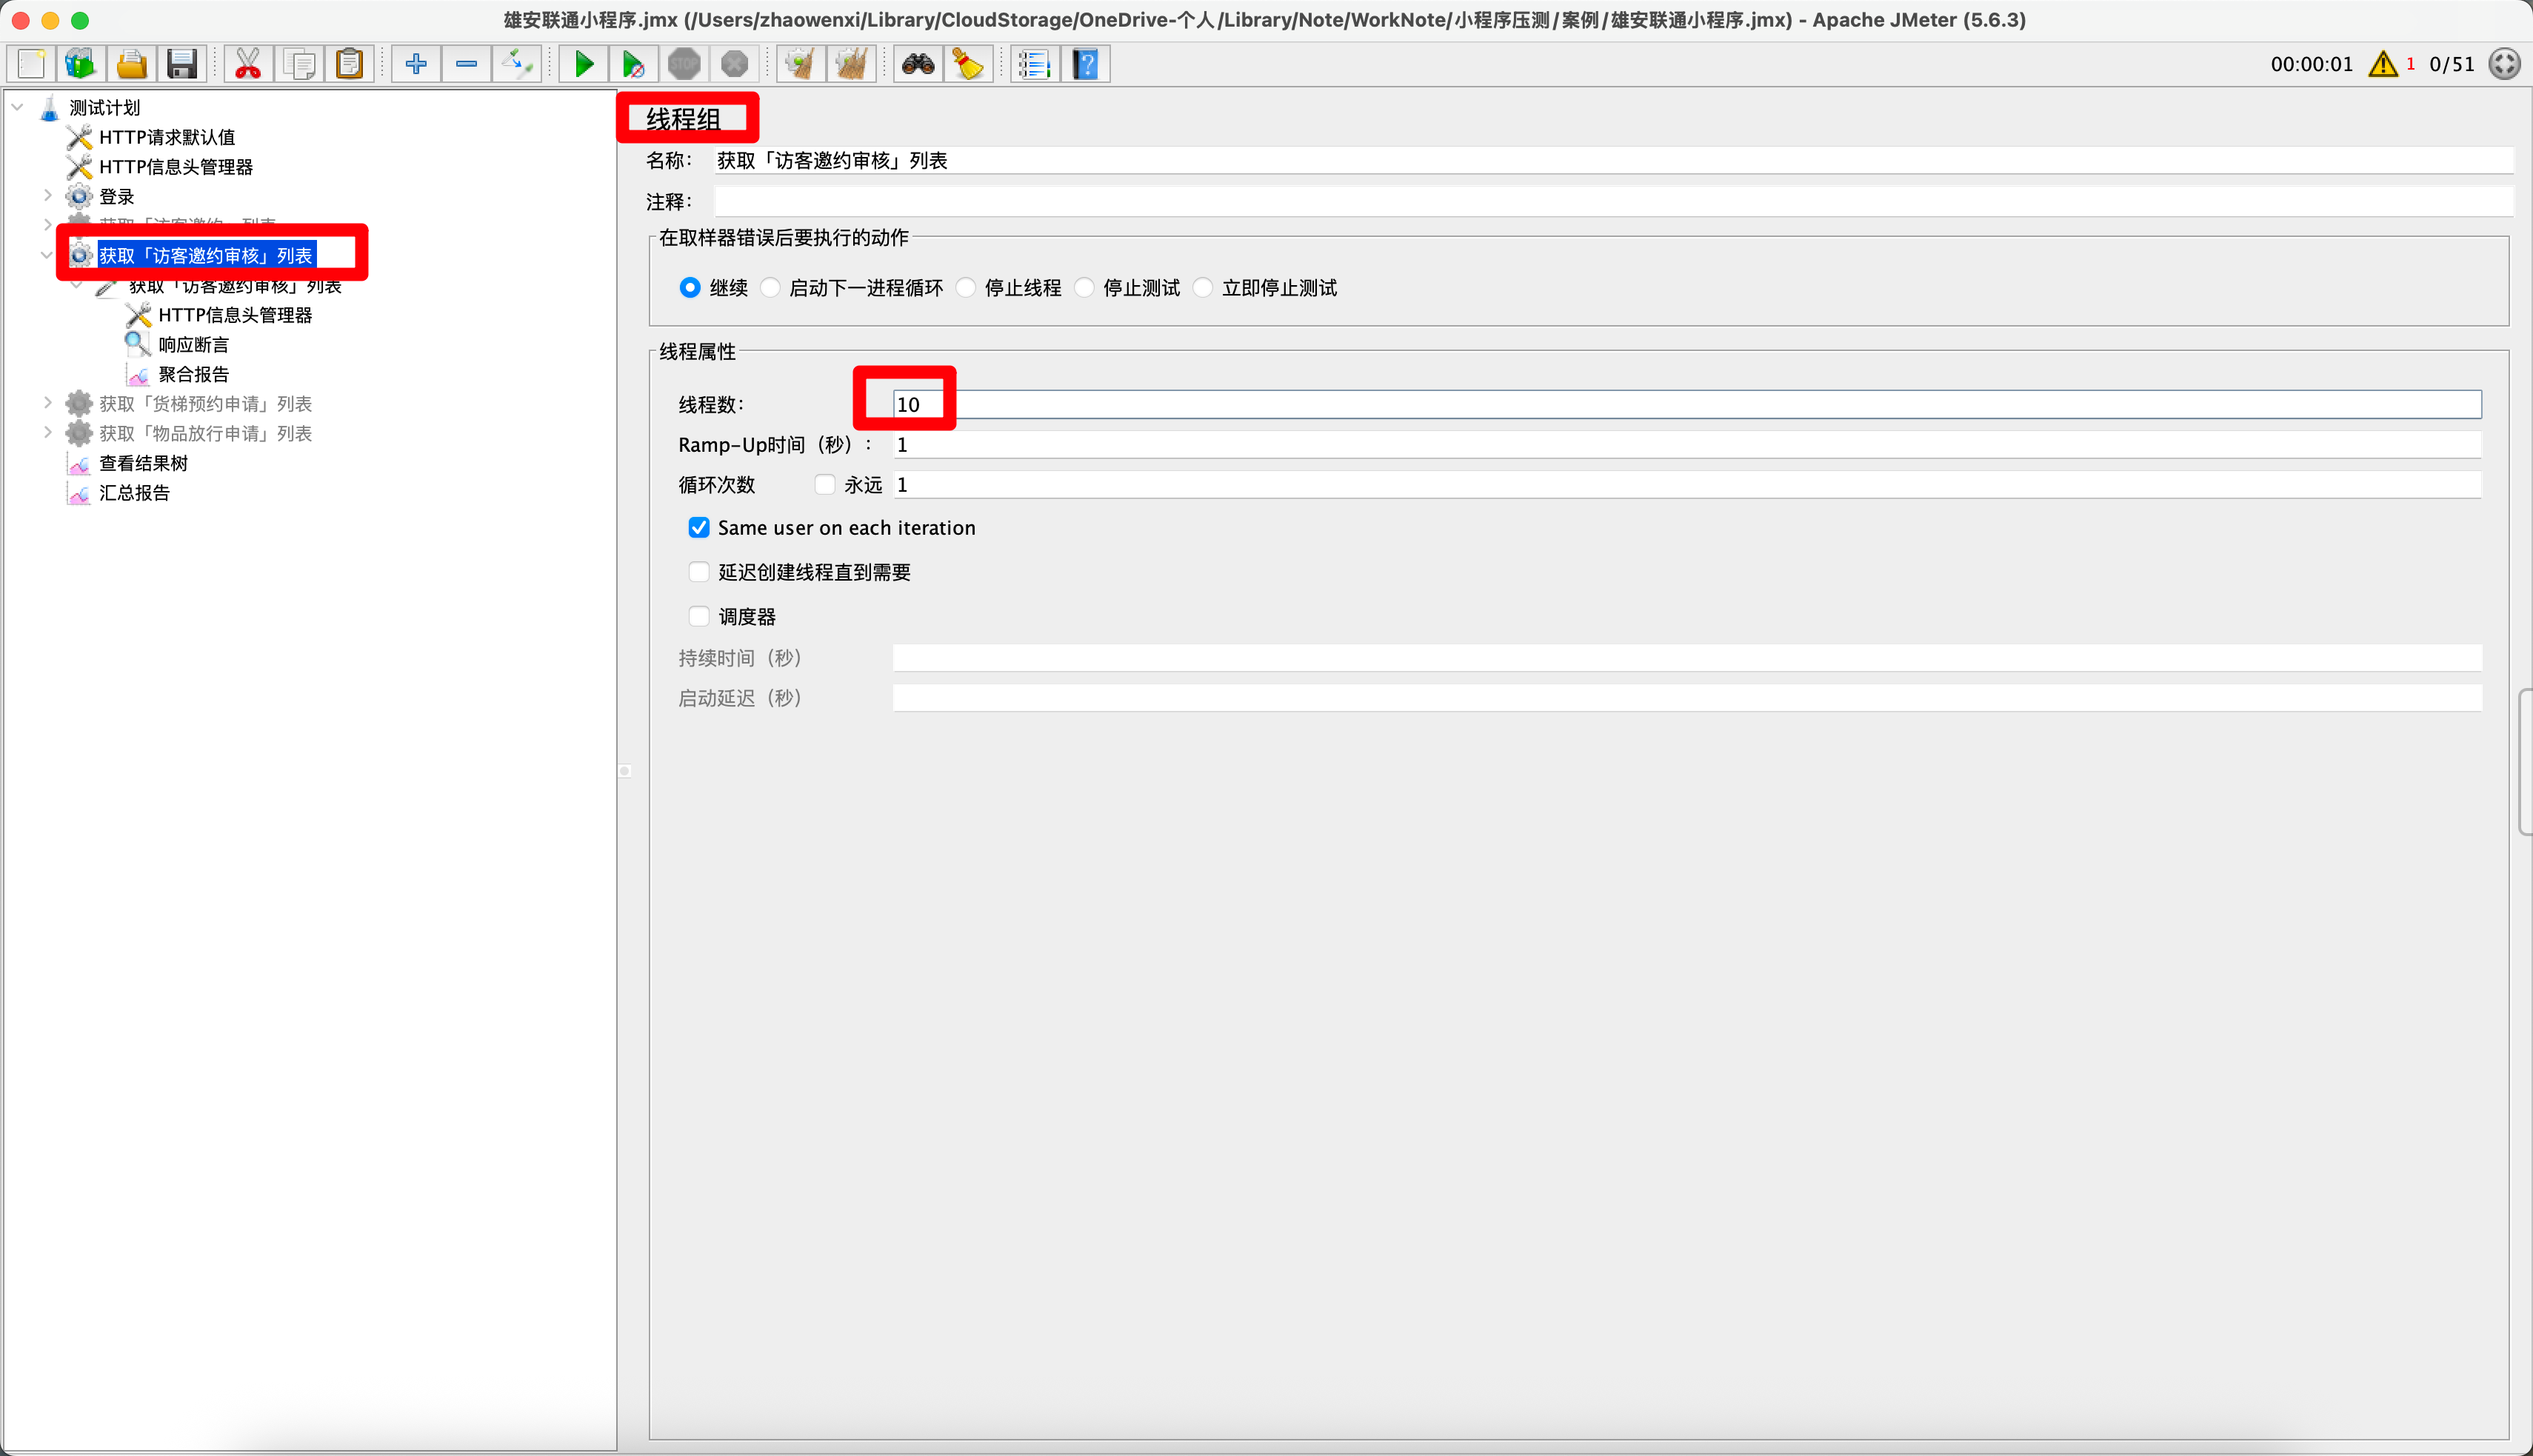 雄安联通小程序.jmx (/Users/zhaowenxi/Library/CloudStorage/OneDrive-个人/Library/Note/WorkNote/小程序压测/案例/雄安联通小程序.jmx) - Apache JMeter (5.6.3)
STOP
00:00:01
1
0/51
测试计划
HTTP请求默认值
HTTP信息头管理器
登录
获取「访客邀约」列表
获取「访客邀约审核」列表
获取「访客邀约审核」列表
HTTP信息头管理器
响应断言
聚合报告
获取「货梯预约申请」列表
获取「物品放行申请」列表
查看结果树
汇总报告
线程组
名称： 获取「访客邀约审核」列表
注释：
在取样器错误后要执行的动作
继续 启动下一进程循环 停止线程 停止测试 立即停止测试
线程属性
线程数： 10
Ramp-Up时间（秒）： 1
循环次数 永远 1
Same user on each iteration
延迟创建线程直到需要
调度器
持续时间（秒）
启动延迟（秒）